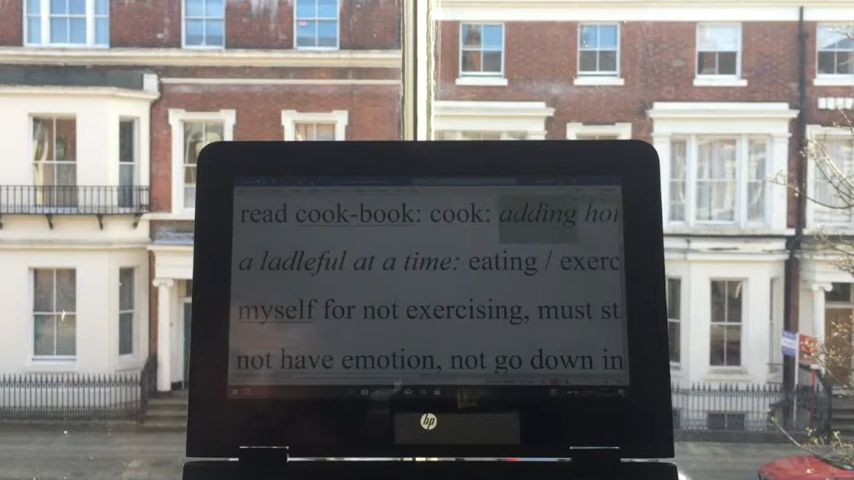 read cook-book: cook: adding
a ladleful at a time: eating / exerc
myself for not exercising, must st
not have emotion, not go down in
hp